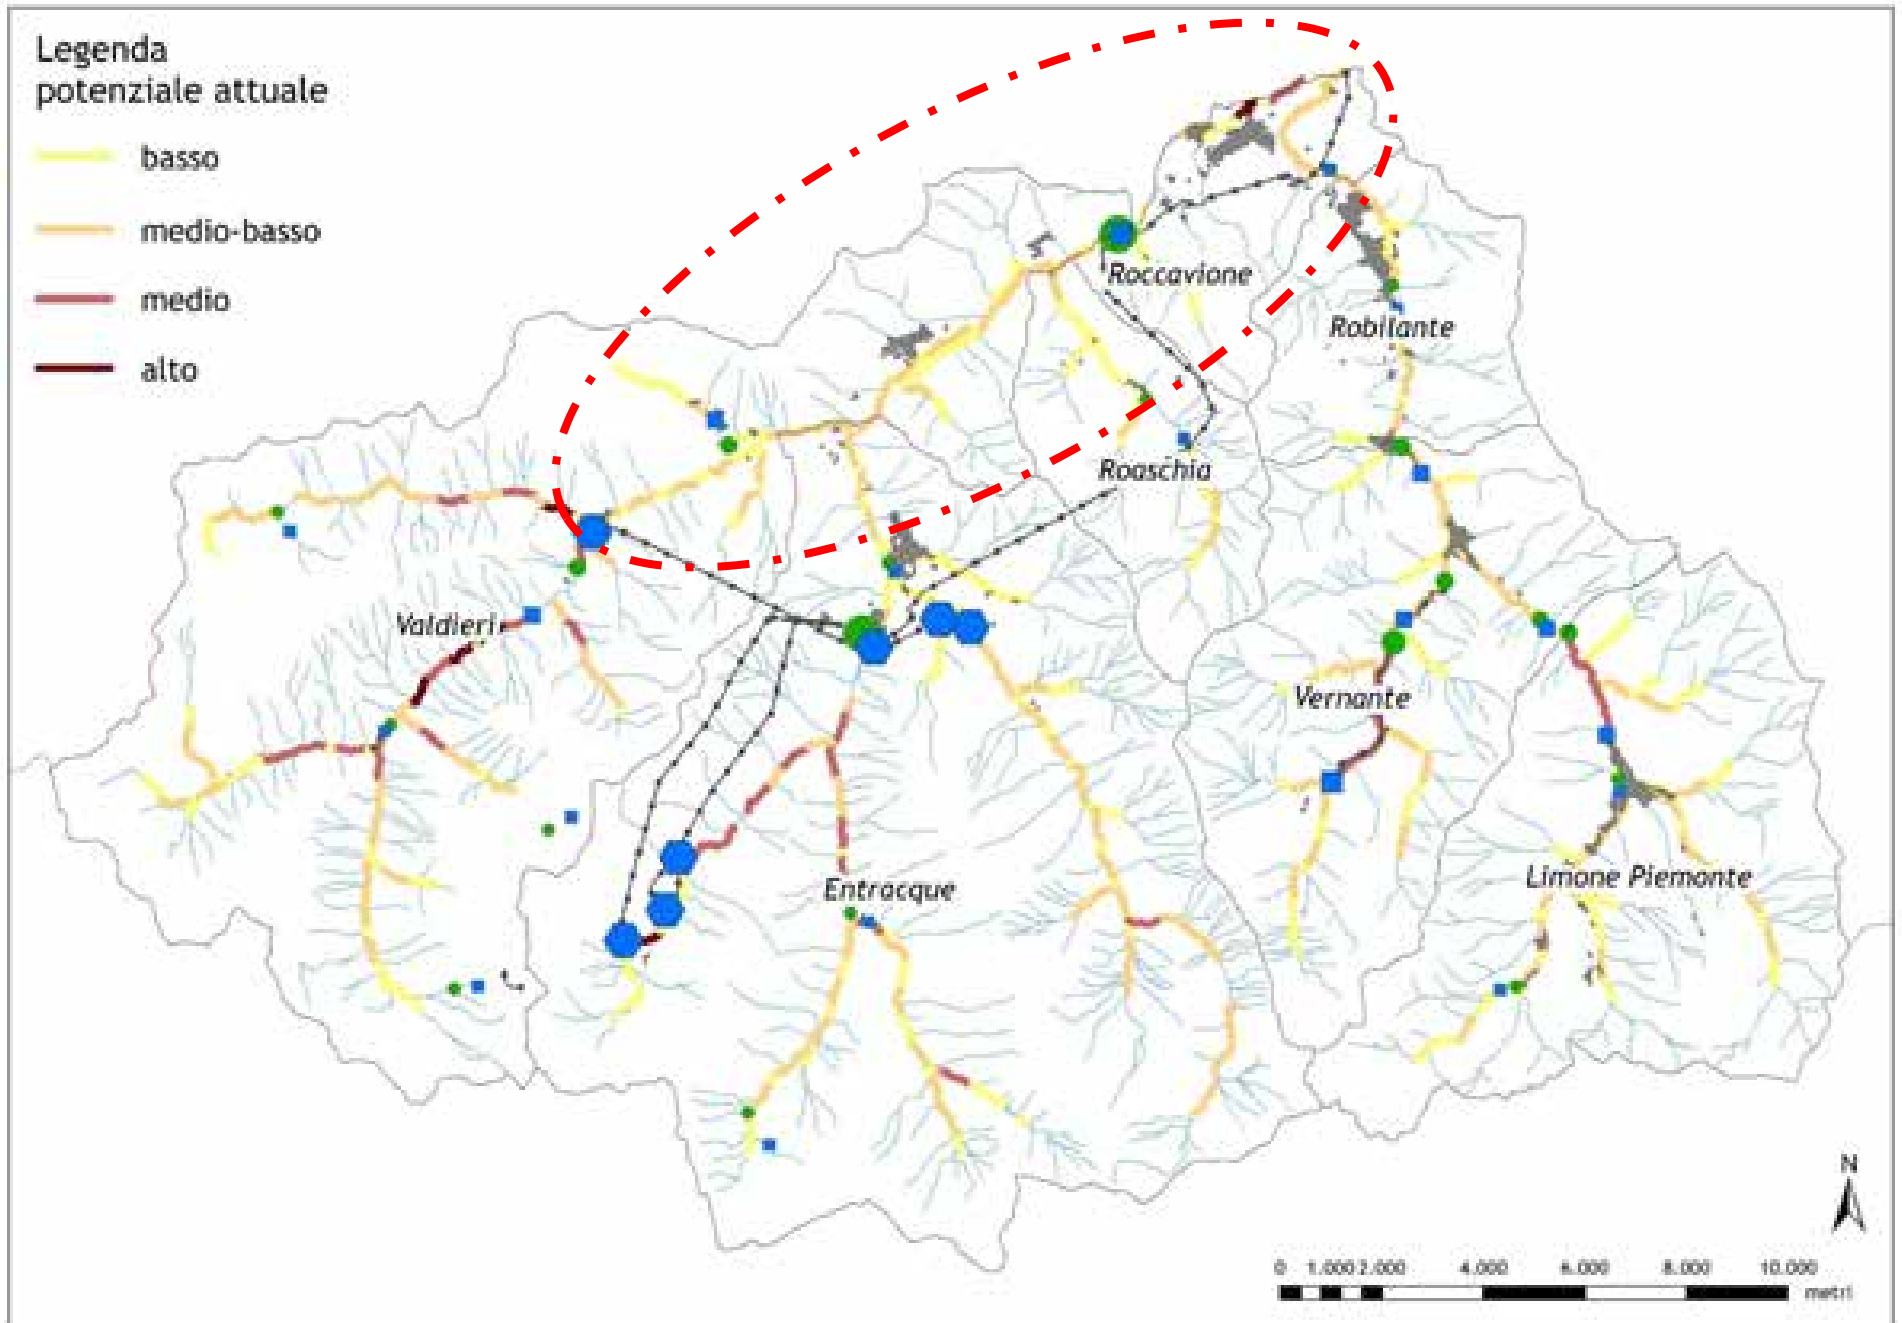 Legenda
potenziale attuale
basso
medio-basso
medio
alto
Roccavione
Robilante
Roaschia
Valdieri
Vernante
Entracque
Limone Piemonte
N
0 1.000 2.000 4.000 6.000 8.000 10.000
metri